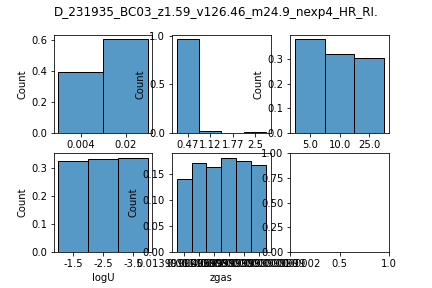 D_231935_BC03_z1.59_v126.46_m24.9_nexp4_HR_RI.
0.6 1.0
0.4 0.5 0.3
0.2 0.2
0.1
0.0 0.0 0.0
Count Count Count
0.004 0.02 0.47 1.12 1.77 2.5 5.0 10.0 25.0
0.3 0.15 1.00
0.2 0.10 0.75
0.1 0.05 0.50
0.25
0.0 0.00 0.00
Count Count
-1.5 -2.5 -3.5 0.5 1.0
logU zgas